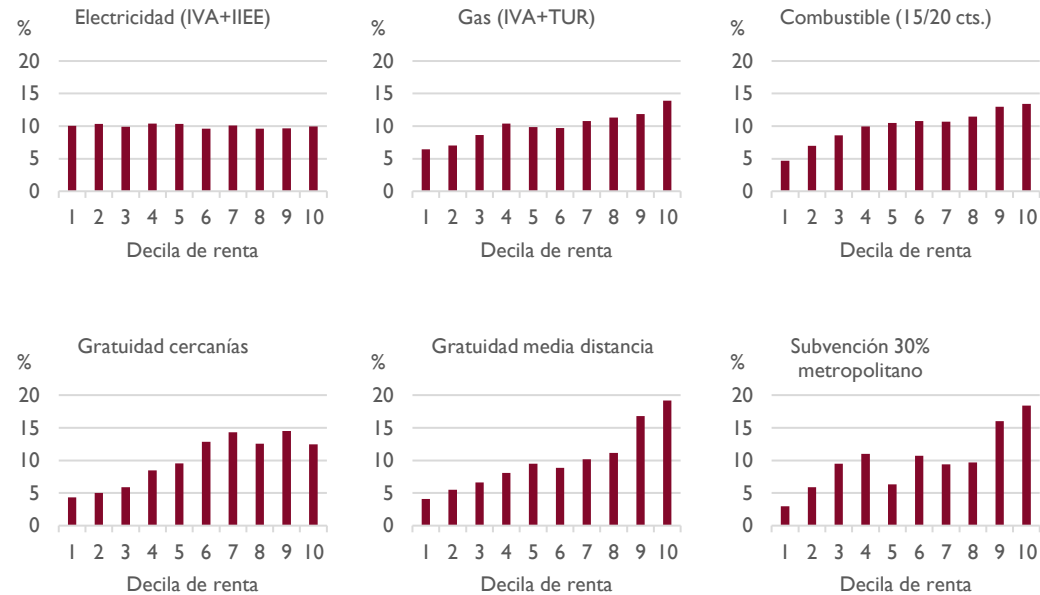 Electricidad (IVA+IIEE)
%
20
15
10
5
0
1 2 3 4 5 6 7 8 9 10
Decila de renta
Gas (IVA+TUR)
%
20
15
10
5
0
1 2 3 4 5 6 7 8 9 10
Decila de renta
Combustible (15/20 cts.)
%
20
15
10
5
0
1 2 3 4 5 6 7 8 9 10
Decila de renta
Gratuidad cercanías
%
20
15
10
5
0
1 2 3 4 5 6 7 8 9 10
Decila de renta
Gratuidad media distancia
%
20
15
10
5
0
1 2 3 4 5 6 7 8 9 10
Decila de renta
Subvención 30%
metropolitano
%
20
15
10
5
0
1 2 3 4 5 6 7 8 9 10
Decila de renta